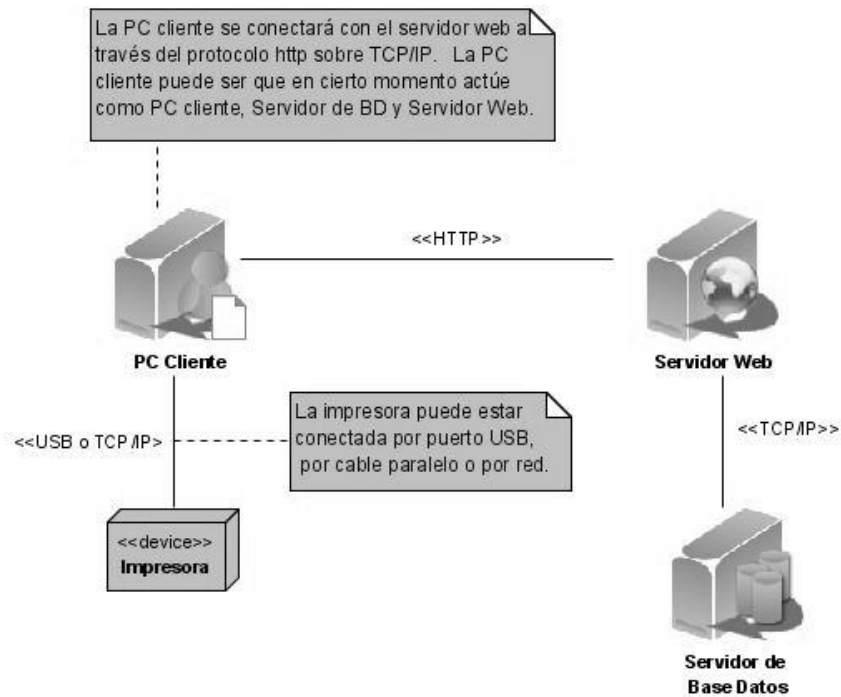 La PC cliente se conectará con el servidor web a
través del protocolo http sobre TCP/IP. La PC
cliente puede ser que en cierto momento actúe
como PC cliente, Servidor de BD y Servidor Web.
<<HTTP>>
PC Cliente
Servidor Web
La impresora puede estar
conectada por puerto USB,
por cable paralelo o por red.
<<USB o TCP/IP>
<<TCP/IP>>
<<device>>
Impresora
Servidor de
Base Datos